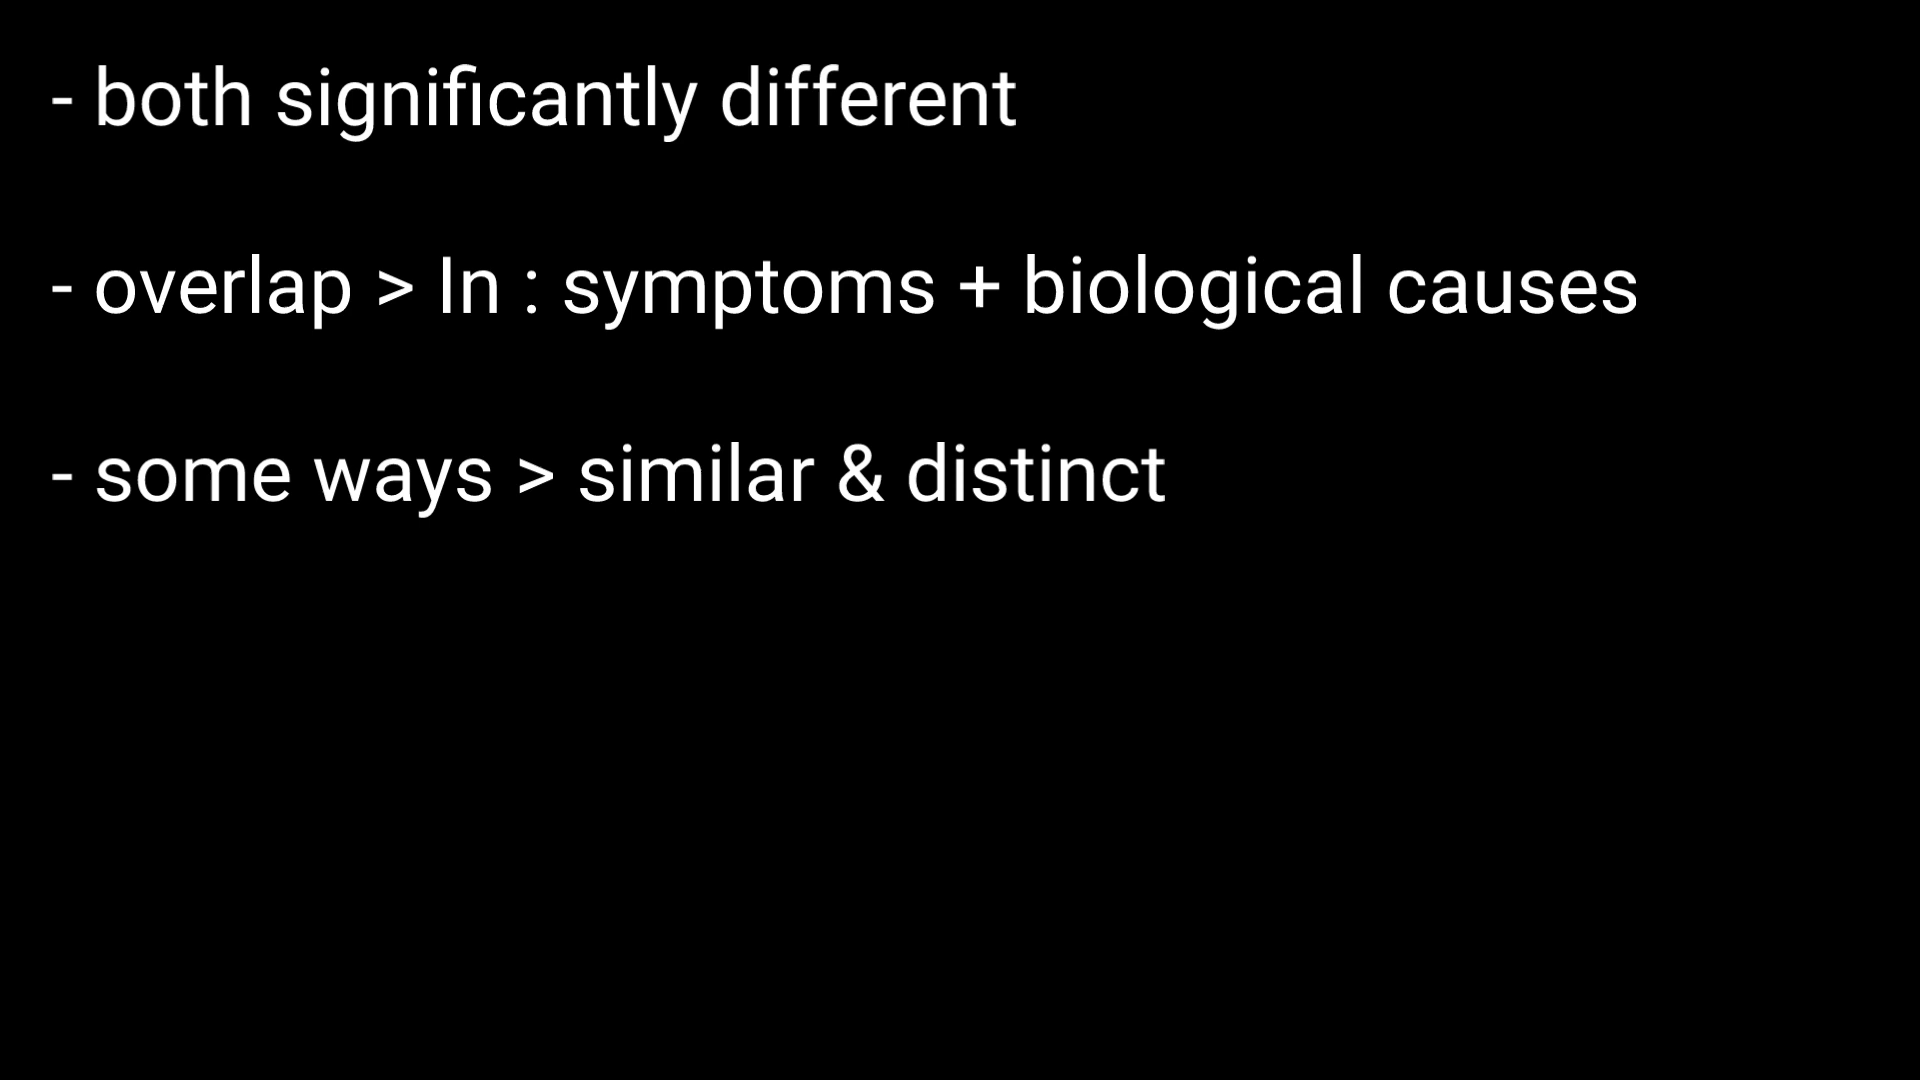 - both significantly different
- overlap > In : symptoms + biological causes
- some ways > similar & distinct